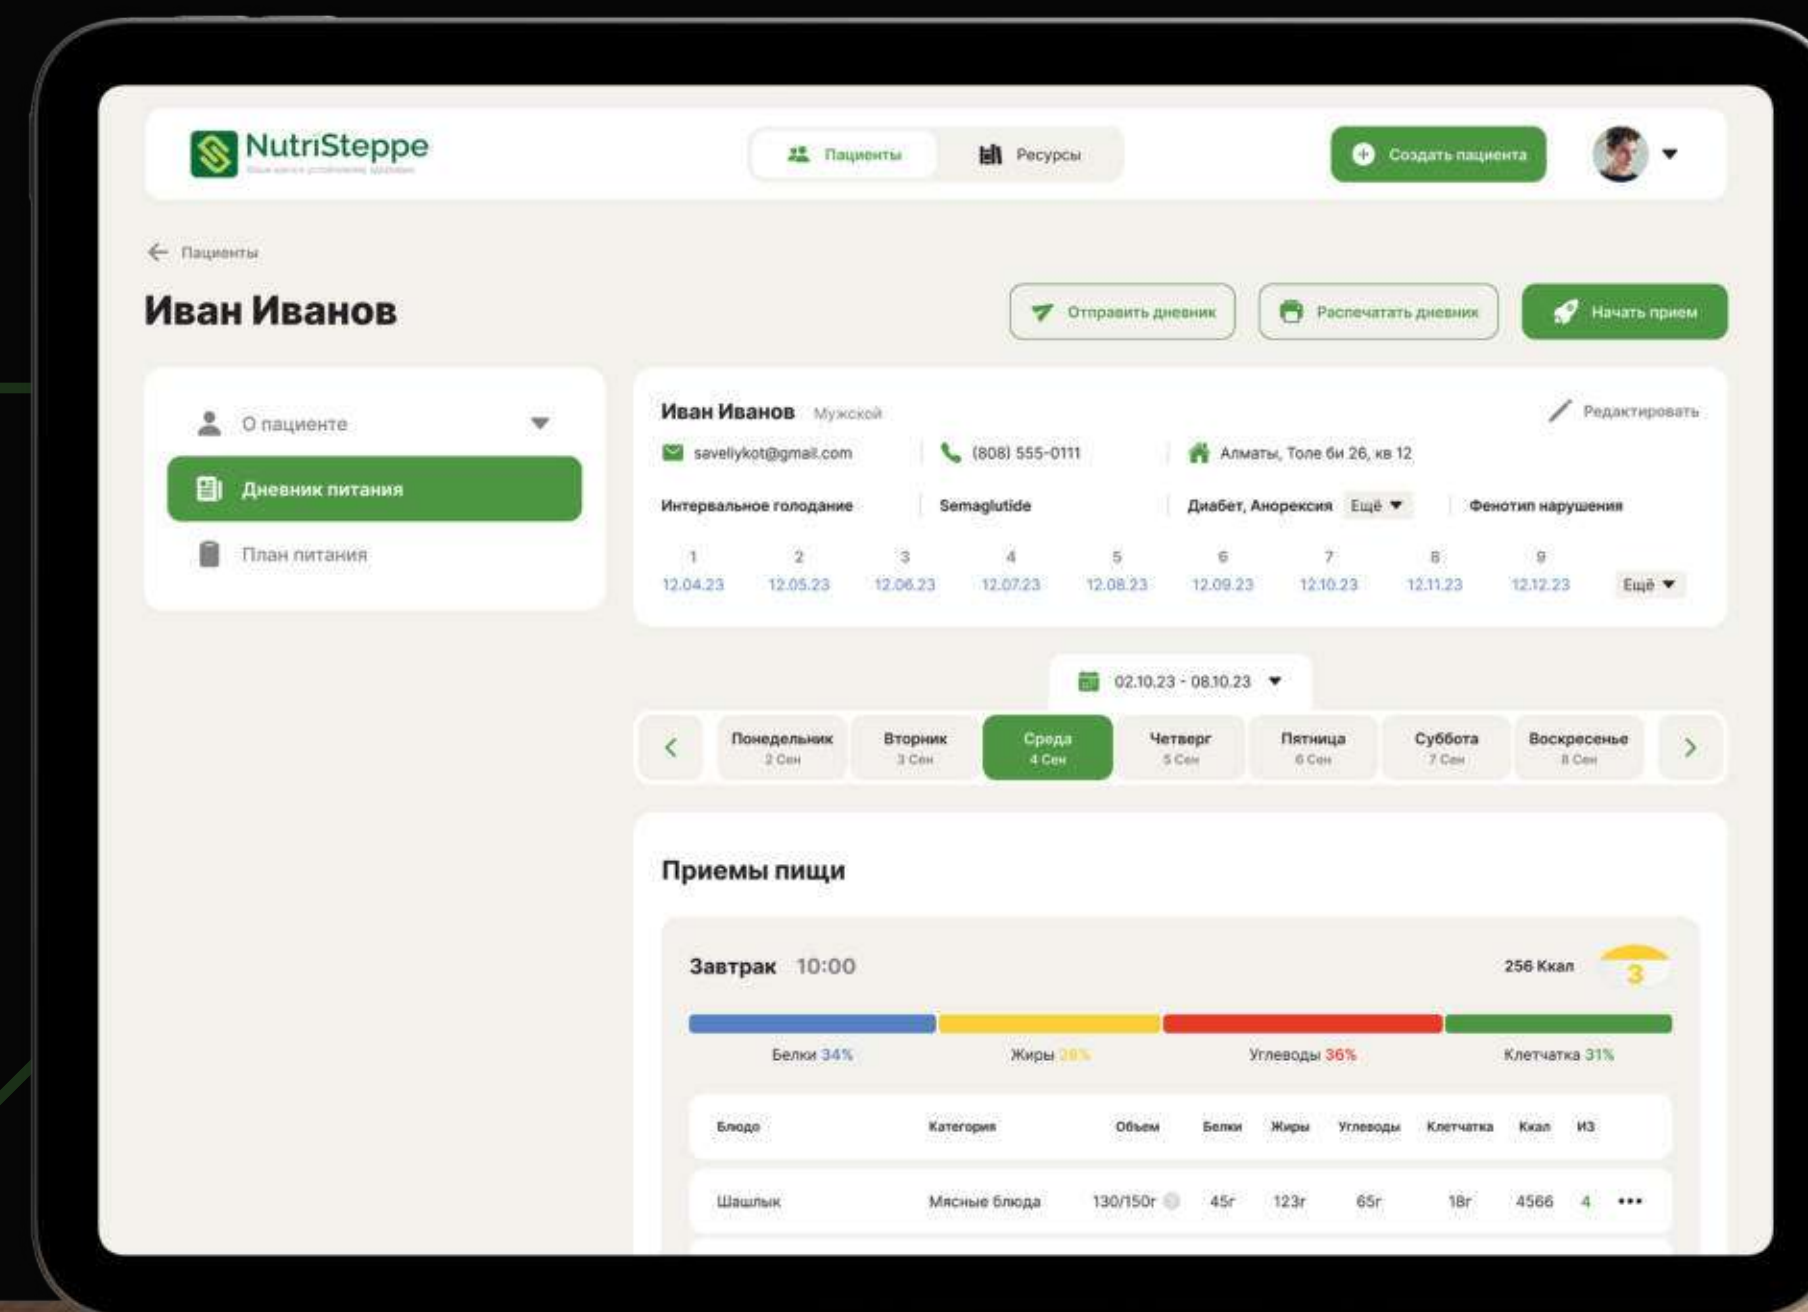 NutriSteppe
Пациенты
Ресурсы
Создать пациента
Пациенты
Иван Иванов
Отправить дневник
Распечатать дневник
Начать прием
О пациенте
Дневник питания
План питания
Иван Иванов Мужской
Редактировать
saveliykot@gmail.com (808) 555-0111 Алматы, Толе би 26, кв 12
Интервальное голодание Semaglutide Диабет, Анорексия Ещё Фенотип нарушения
1 2 3 4 5 6 7 8 9
12.04.23 12.05.23 12.06.23 12.07.23 12.08.23 12.09.23 12.10.23 12.11.23 12.12.23 Ещё
02.10.23 - 08.10.23
Понедельник Вторник Среда Четверг Пятница Суббота Воскресенье
2 Сен 3 Сен 4 Сен 5 Сен 6 Сен 7 Сен 8 Сен
Приемы пищи
Завтрак 10:00 256 Ккал 3
Белки 34% Жиры Углеводы 36% Клетчатка 31%
Блюдо Категория Объем Белки Жиры Углеводы Клетчатка Ккал ИЗ
Шашлык Мясные блюда 130/150г 45г 123г 65г 18г 4566 4